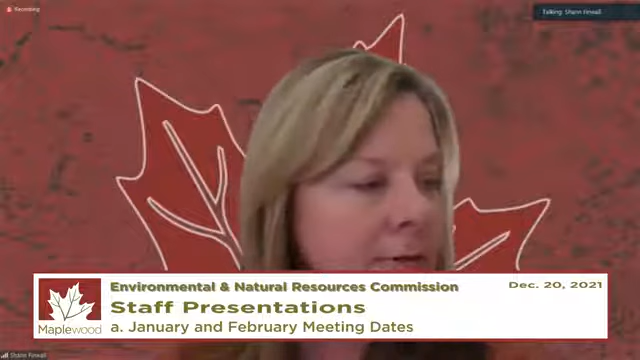 Recording
Talking: Shann Finwall
Environmental & Natural Resources Commission
Dec. 20, 2021
Staff Presentations
Maplewood
a. January and February Meeting Dates
Shann Finwall